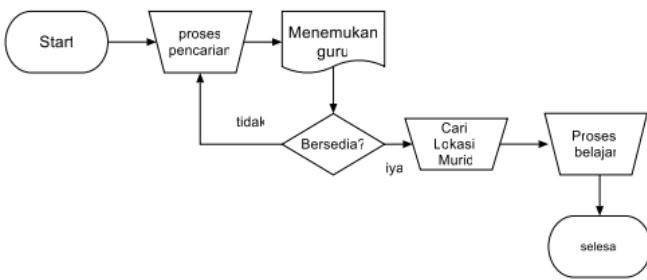 Start
proses
pencarian
Menemukan
guru
tidak
Bersedia?
iya
Cari
Lokasi
Murid
Proses
belajar
selesa